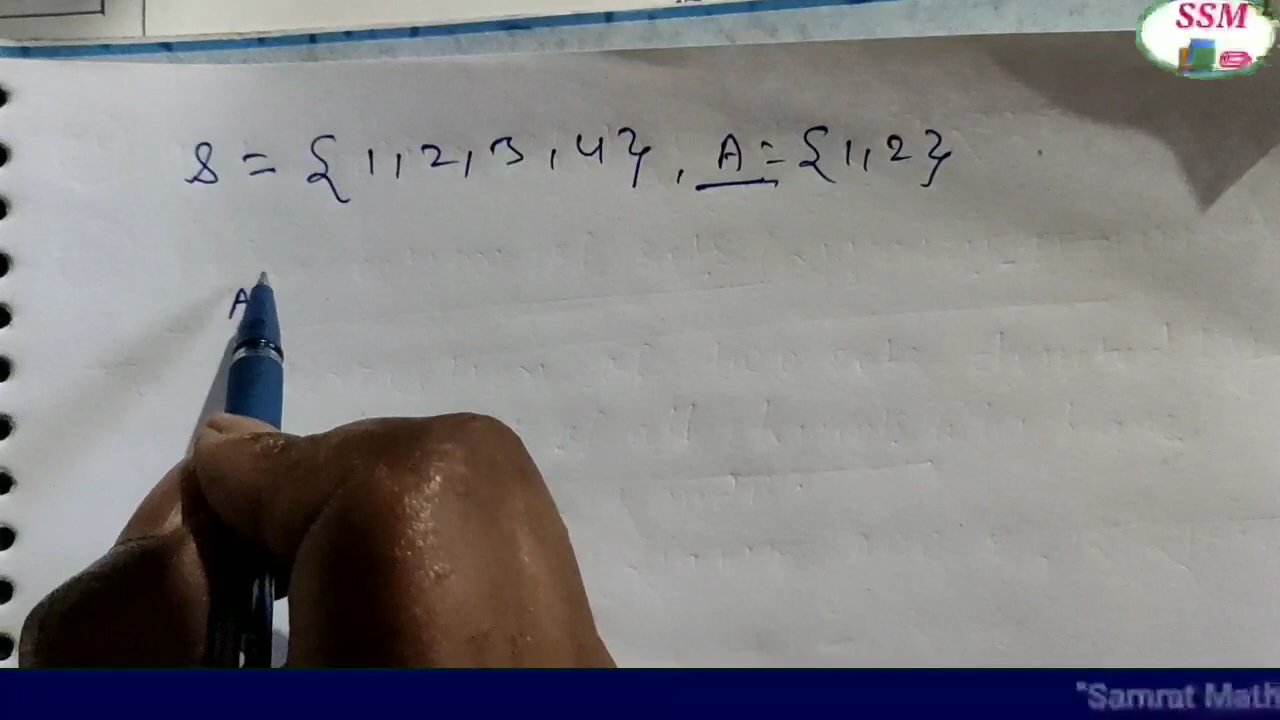 SSM
S = {1,2,3,4}, A = {1,2}
A
"Samrat Math